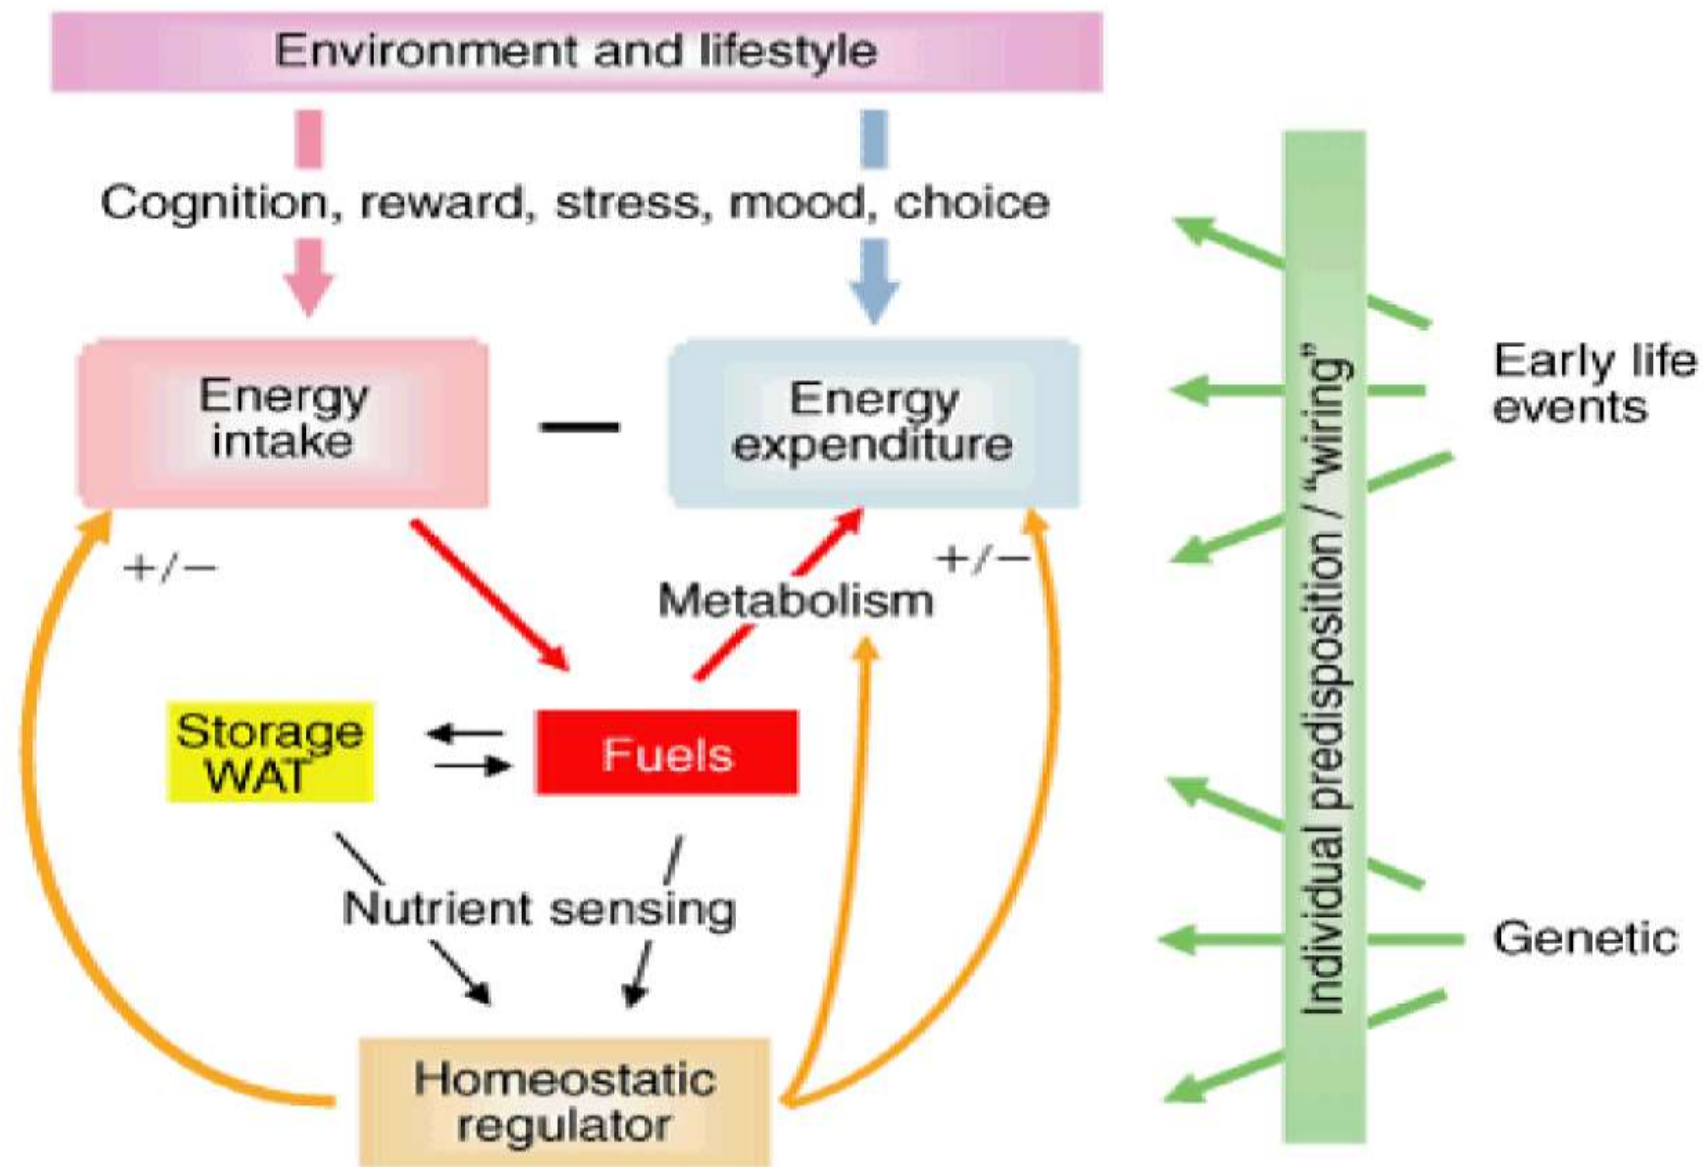 Environment and lifestyle
Cognition, reward, stress, mood, choice
Energy
intake
—
Energy
expenditure
+/−
+/−
Metabolism
Storage
WAT
Fuels
Nutrient sensing
Homeostatic
regulator
Individual predisposition / “wiring”
Early life
events
Genetic